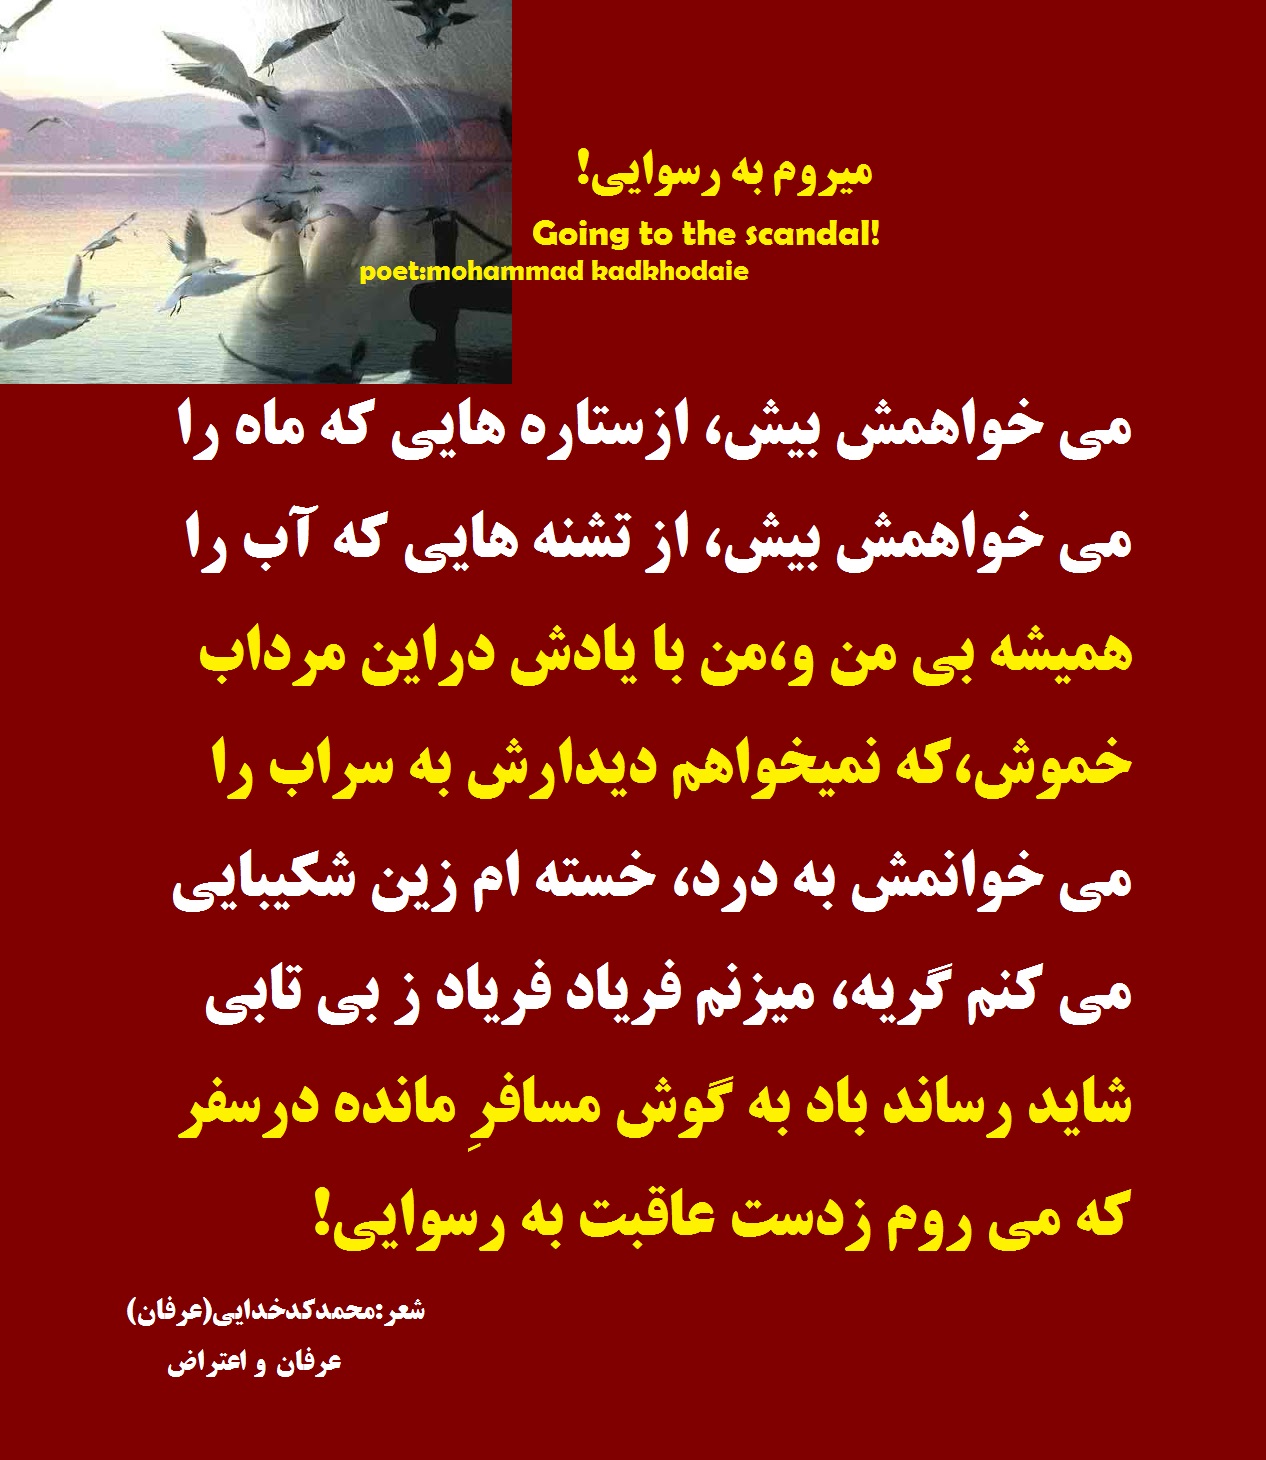 میروم به رسوایی!
Going to the scandal!
poet:mohammad kadkhodaie
می خواهمش بیش، ازستاره هایی که ماه را
می خواهمش بیش، از تشنه هایی که آب را
همیشه بی من و،من با یادش دراین مرداب
خموش،که نمیخواهم دیدارش به سراب را
می خوانمش به درد، خسته ام زین شکیبایی
می کنم گریه، میزنم فریاد فریاد ز بی تابی
شاید رساند باد به گوش مسافرِ مانده درسفر
که می روم زدست عاقبت به رسوایی!
شعر:محمدکدخدایی(عرفان)
عرفان و اعتراض